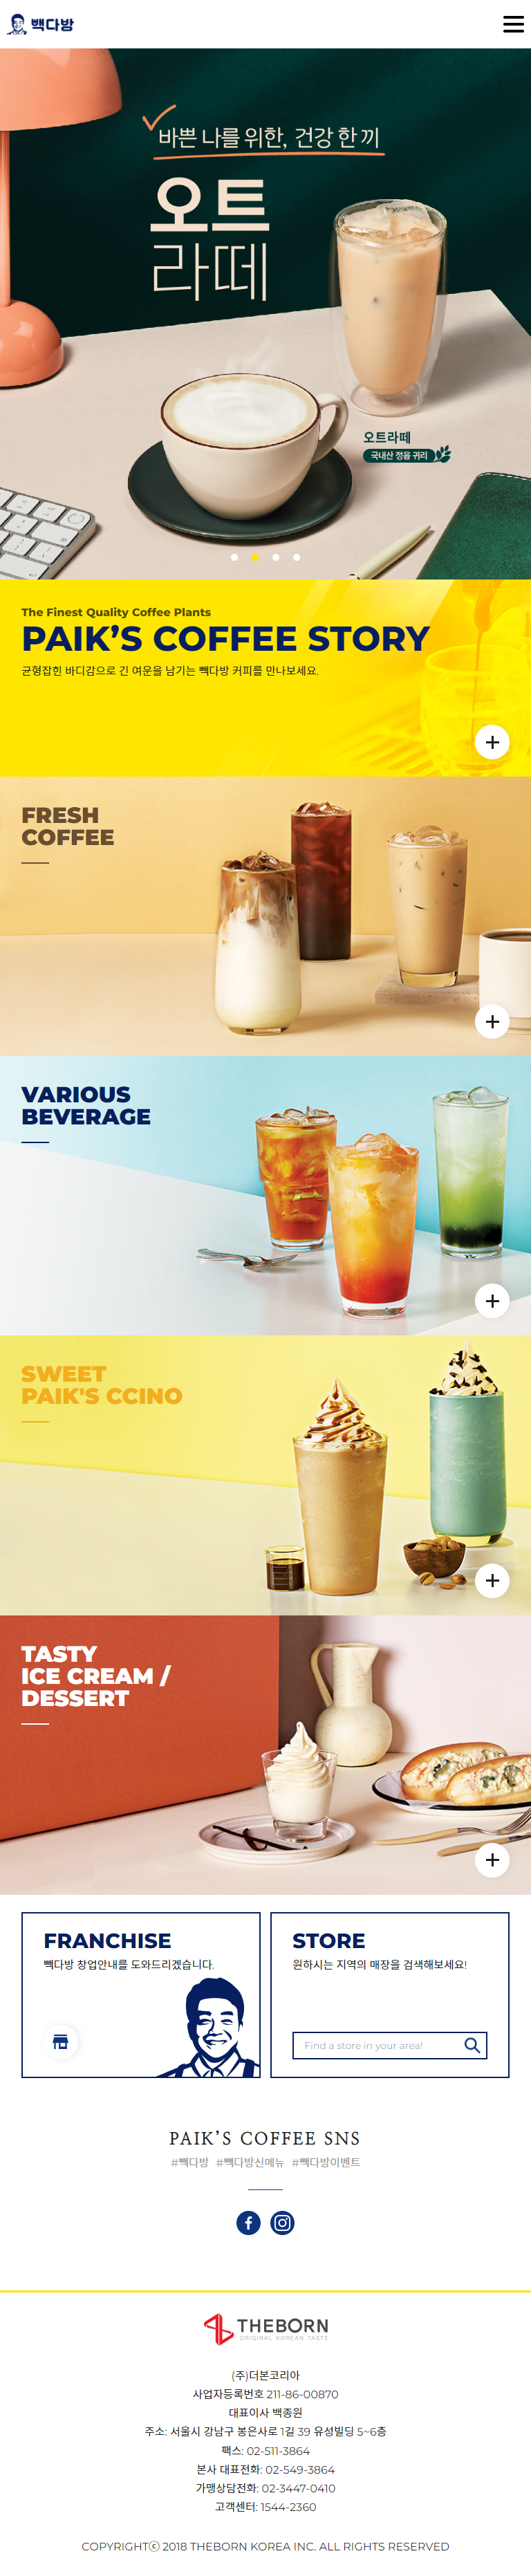 빽다방
바쁜 나를 위한, 건강 한 끼
오트
라떼
오트라떼
국내산 정읍 귀리
The Finest Quality Coffee Plants
PAIK’S COFFEE STORY
균형잡힌 바디감으로 긴 여운을 남기는 빽다방 커피를 만나보세요.
FRESH
COFFEE
VARIOUS
BEVERAGE
SWEET
PAIK'S CCINO
TASTY
ICE CREAM /
DESSERT
FRANCHISE
빽다방 창업안내를 도와드리겠습니다.
STORE
원하시는 지역의 매장을 검색해보세요!
Find a store in your area!
PAIK’S COFFEE SNS
#빽다방 #빽다방신메뉴 #빽다방이벤트
THEBORN
ORIGINAL KOREAN TASTE
(주)더본코리아
사업자등록번호 211-86-00870
대표이사 백종원
주소: 서울시 강남구 봉은사로 1길 39 유성빌딩 5~6층
팩스: 02-511-3864
본사 대표전화: 02-549-3864
가맹상담전화: 02-3447-0410
고객센터: 1544-2360
COPYRIGHTⓒ 2018 THEBORN KOREA INC. ALL RIGHTS RESERVED